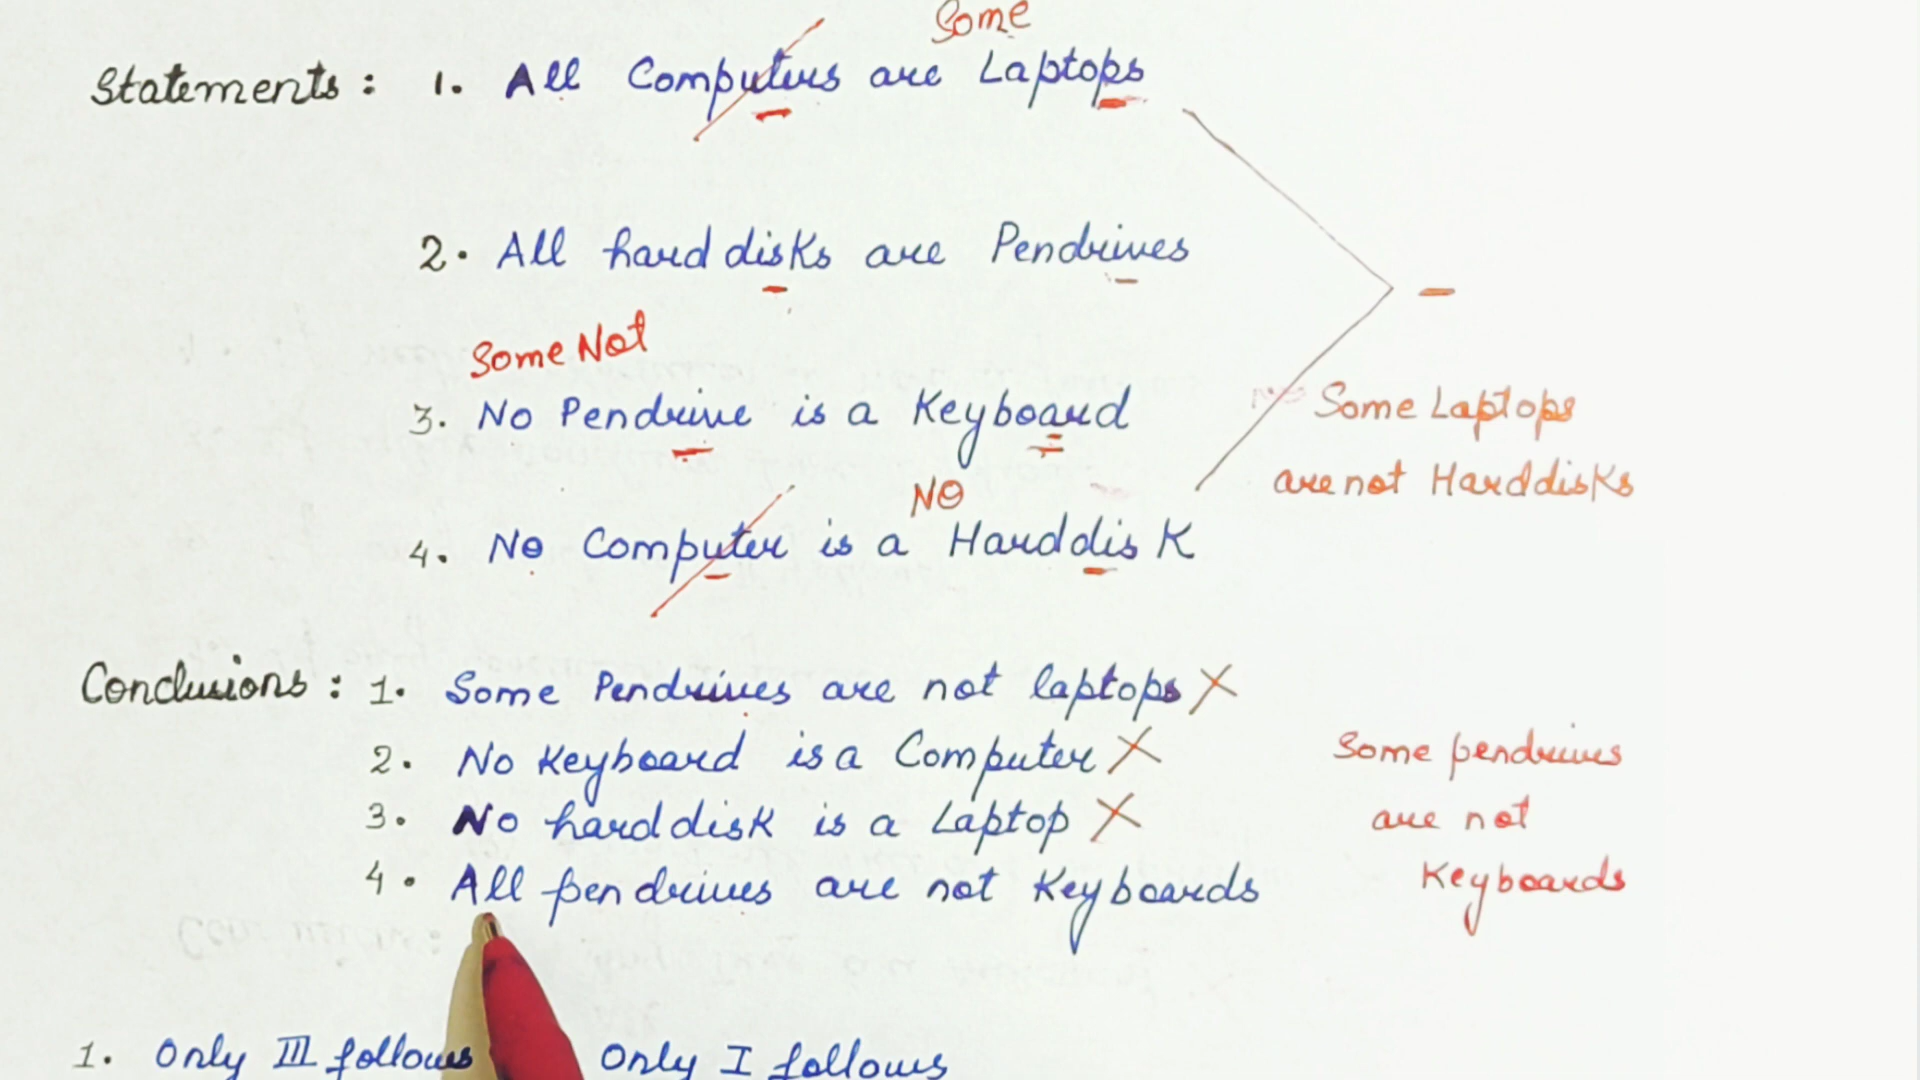 Some
Statements : 1. All Computers are Laptops
2. All hard disks are Pendrives
Some Not
3. No Pendrive is a Keyboard
Some Laptops
are not Harddisks
NO
4. No Computer is a Harddisk
Conclusions : 1. Some Pendrives are not laptops X
2. No Keyboard is a Computer X
3. No harddisk is a Laptop X
4. All pendrives are not Keyboards
Some pendrives
are not
Keyboards
1. Only III follows Only I follows